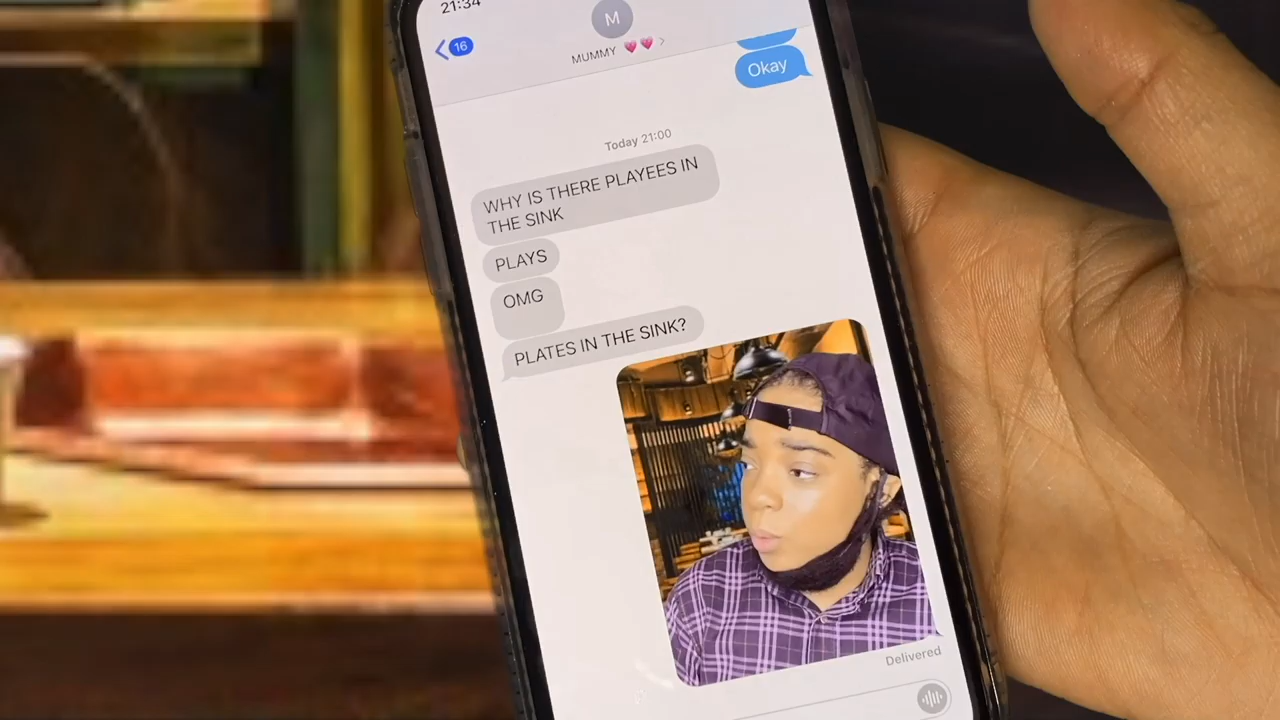 21:34
16
M
MUMMY 💗💗 >
Okay
Today 21:00
WHY IS THERE PLAYEES IN
THE SINK
PLAYS
OMG
PLATES IN THE SINK?
Delivered